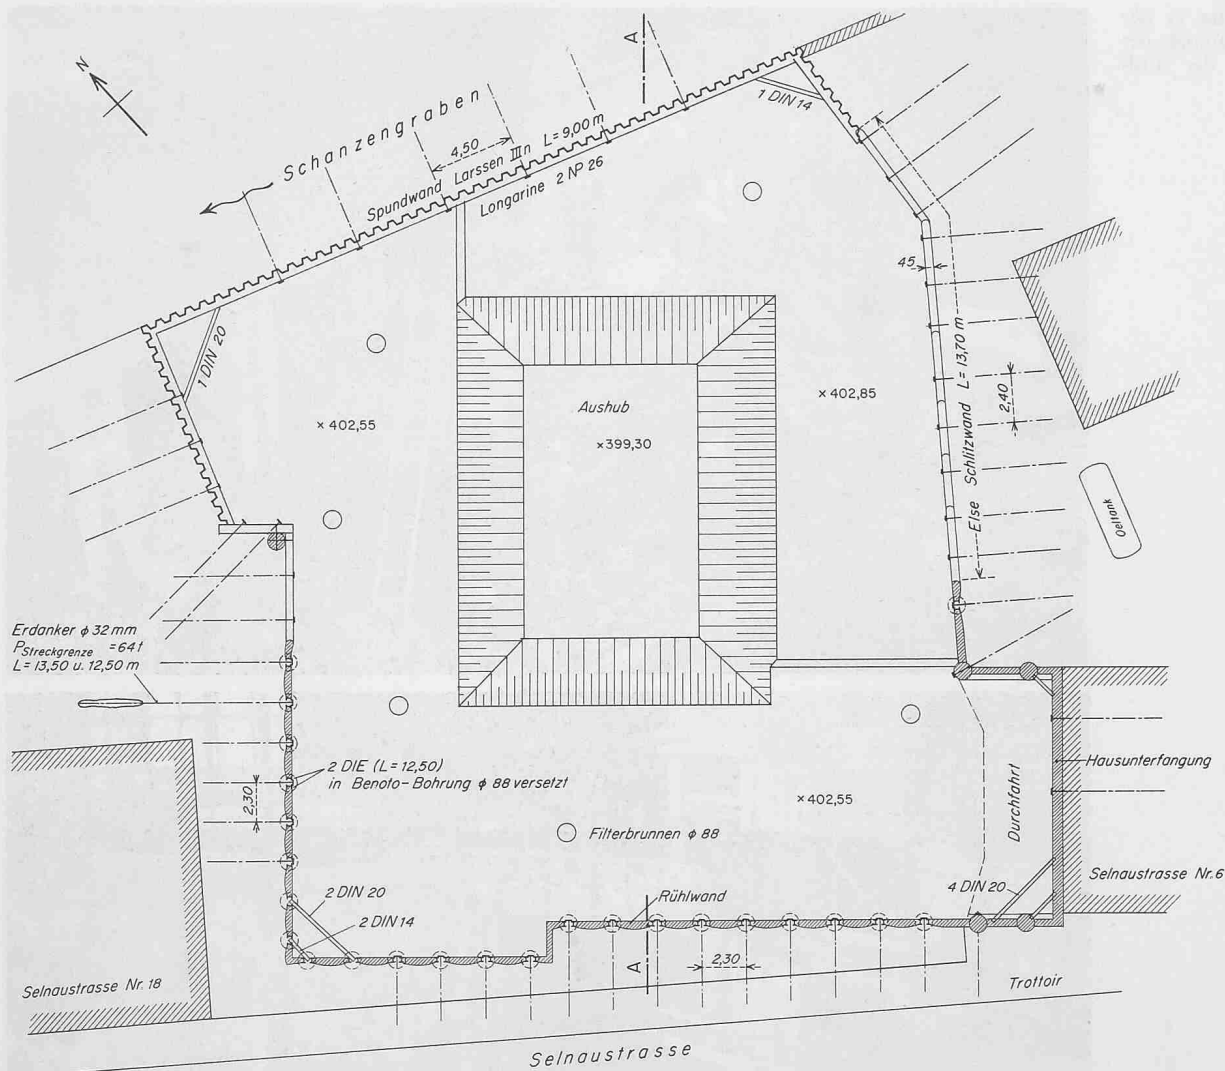 N
Schanzengraben
4,50
Spundwand Larssen IIIn L = 9,00 m
Longarine 2 NP 26
A
1 DIN 14
45
Else Schlitzwand L = 13,70 m
2,40
Oeltank
1 DIN 20
× 402,55
Aushub
× 399,30
× 402,85
Erdanker ϕ 32 mm
PStreckgrenze = 64 t
L = 13,50 u. 12,50 m
2 DIE (L = 12,50)
in Benoto-Bohrung ϕ 88 versetzt
2,30
× 402,55
Filterbrunnen ϕ 88
Durchfahrt
Hausunterfangung
Selnaustrasse Nr. 6
4 DIN 20
2 DIN 20
2 DIN 14
Rühlwand
A
2,30
Selnaustrasse Nr. 18
Trottoir
Selnaustrasse